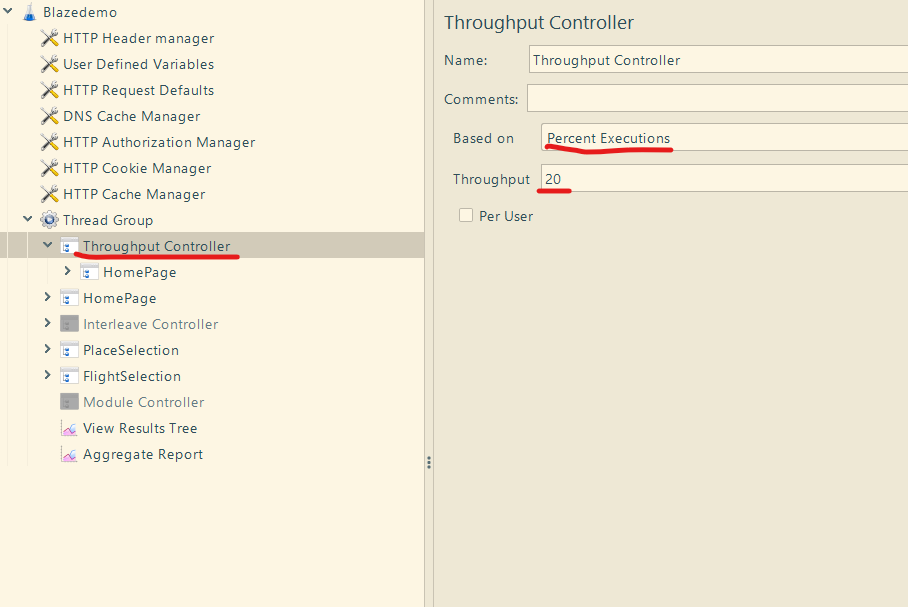 Blazedemo
HTTP Header manager
User Defined Variables
HTTP Request Defaults
DNS Cache Manager
HTTP Authorization Manager
HTTP Cookie Manager
HTTP Cache Manager
Thread Group
Throughput Controller
HomePage
HomePage
Interleave Controller
PlaceSelection
FlightSelection
Module Controller
View Results Tree
Aggregate Report
Throughput Controller
Name: Throughput Controller
Comments:
Based on Percent Executions
Throughput 20
Per User